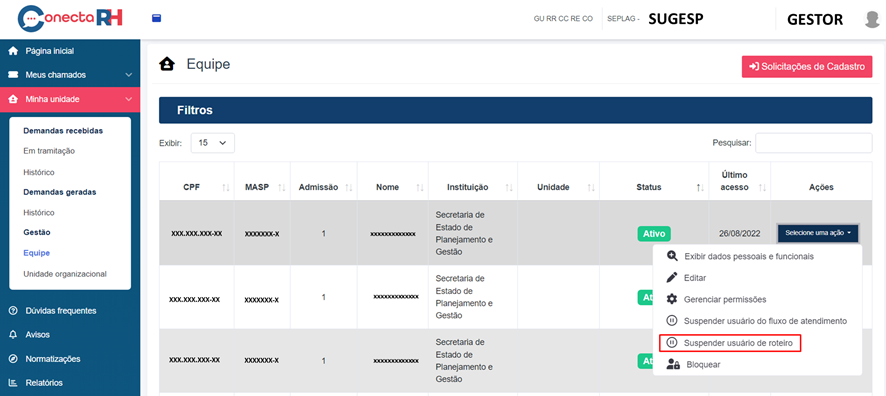 Conecta RH
GU RR CC RE CO
SEPLAG - SUGESP
GESTOR
Página inicial
Meus chamados
Minha unidade
Demandas recebidas
Em tramitação
Histórico
Demandas geradas
Histórico
Gestão
Equipe
Unidade organizacional
Dúvidas frequentes
Avisos
Normatizações
Relatórios
Equipe
Solicitações de Cadastro
Filtros
Exibir: 15
Pesquisar:
CPF MASP Admissão Nome Instituição Unidade Status Último acesso Ações
xxx.xxx.xxx-xx xxxxxxx-x 1 xxxxxxxxxxxxx Secretaria de
Estado de
Planejamento e
Gestão
Ativo 26/08/2022 Selecione uma ação
Exibir dados pessoais e funcionais
Editar
Gerenciar permissões
Suspender usuário do fluxo de atendimento
Suspender usuário de roteiro
Bloquear
xxx.xxx.xxx-xx xxxxxxx-x 1 xxxxxxxxxxxxx Secretaria de
Estado de
Planejamento e
Gestão
At
xxx.xxx.xxx-xx xxxxxxx-x 1 xxxxxxxxxxxxx Secretaria de
Estado de
Planejamento e
Gestão
At